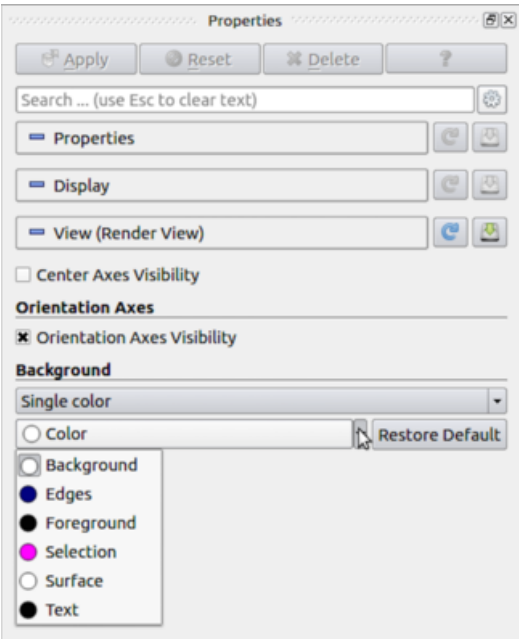 Properties
Apply Reset Delete ?
Search ... (use Esc to clear text)
Properties
Display
View (Render View)
Center Axes Visibility
Orientation Axes
Orientation Axes Visibility
Background
Single color
Color Restore Default
Background
Edges
Foreground
Selection
Surface
Text